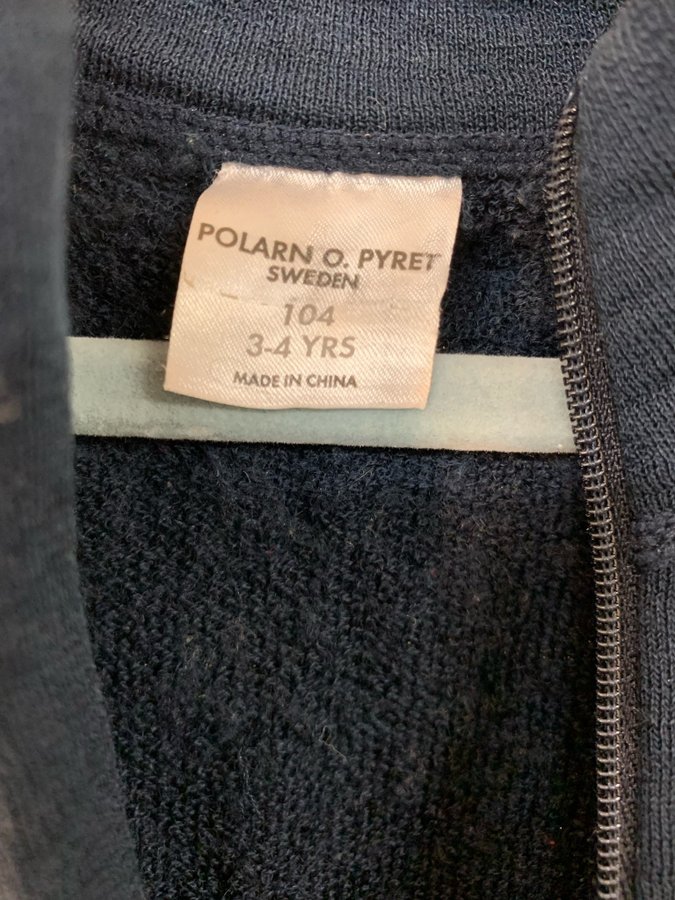 POLARN O. PYRET
SWEDEN
104
3-4 YRS
MADE IN CHINA